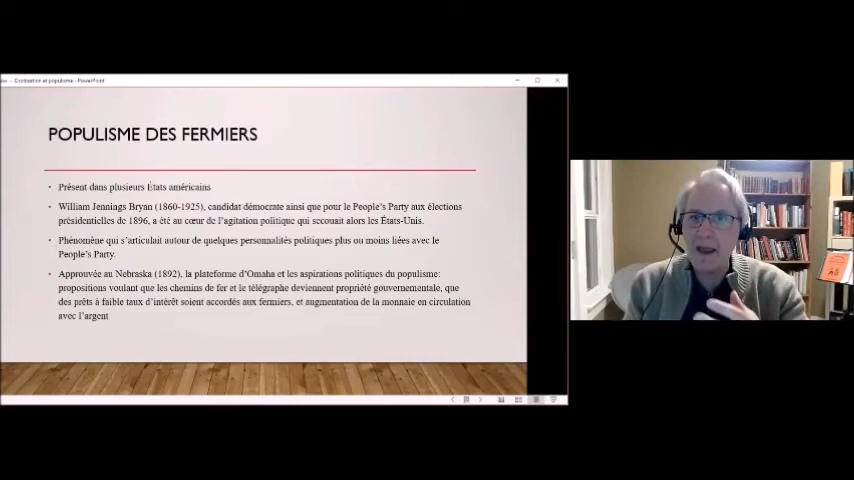 Civilisation et populisme - PowerPoint
POPULISME DES FERMIERS
• Présent dans plusieurs États américains
• William Jennings Bryan (1860-1925), candidat démocrate ainsi que pour le People's Party aux élections
présidentielles de 1896, a été au cœur de l'agitation politique qui secouait alors les États-Unis.
• Phénomène qui s'articulait autour de quelques personnalités politiques plus ou moins liées avec le
People's Party.
• Approuvée au Nebraska (1892), la plateforme d'Omaha et les aspirations politiques du populisme:
propositions voulant que les chemins de fer et le télégraphe deviennent propriété gouvernementale, que
des prêts à faible taux d'intérêt soient accordés aux fermiers, et augmentation de la monnaie en circulation
avec l'argent